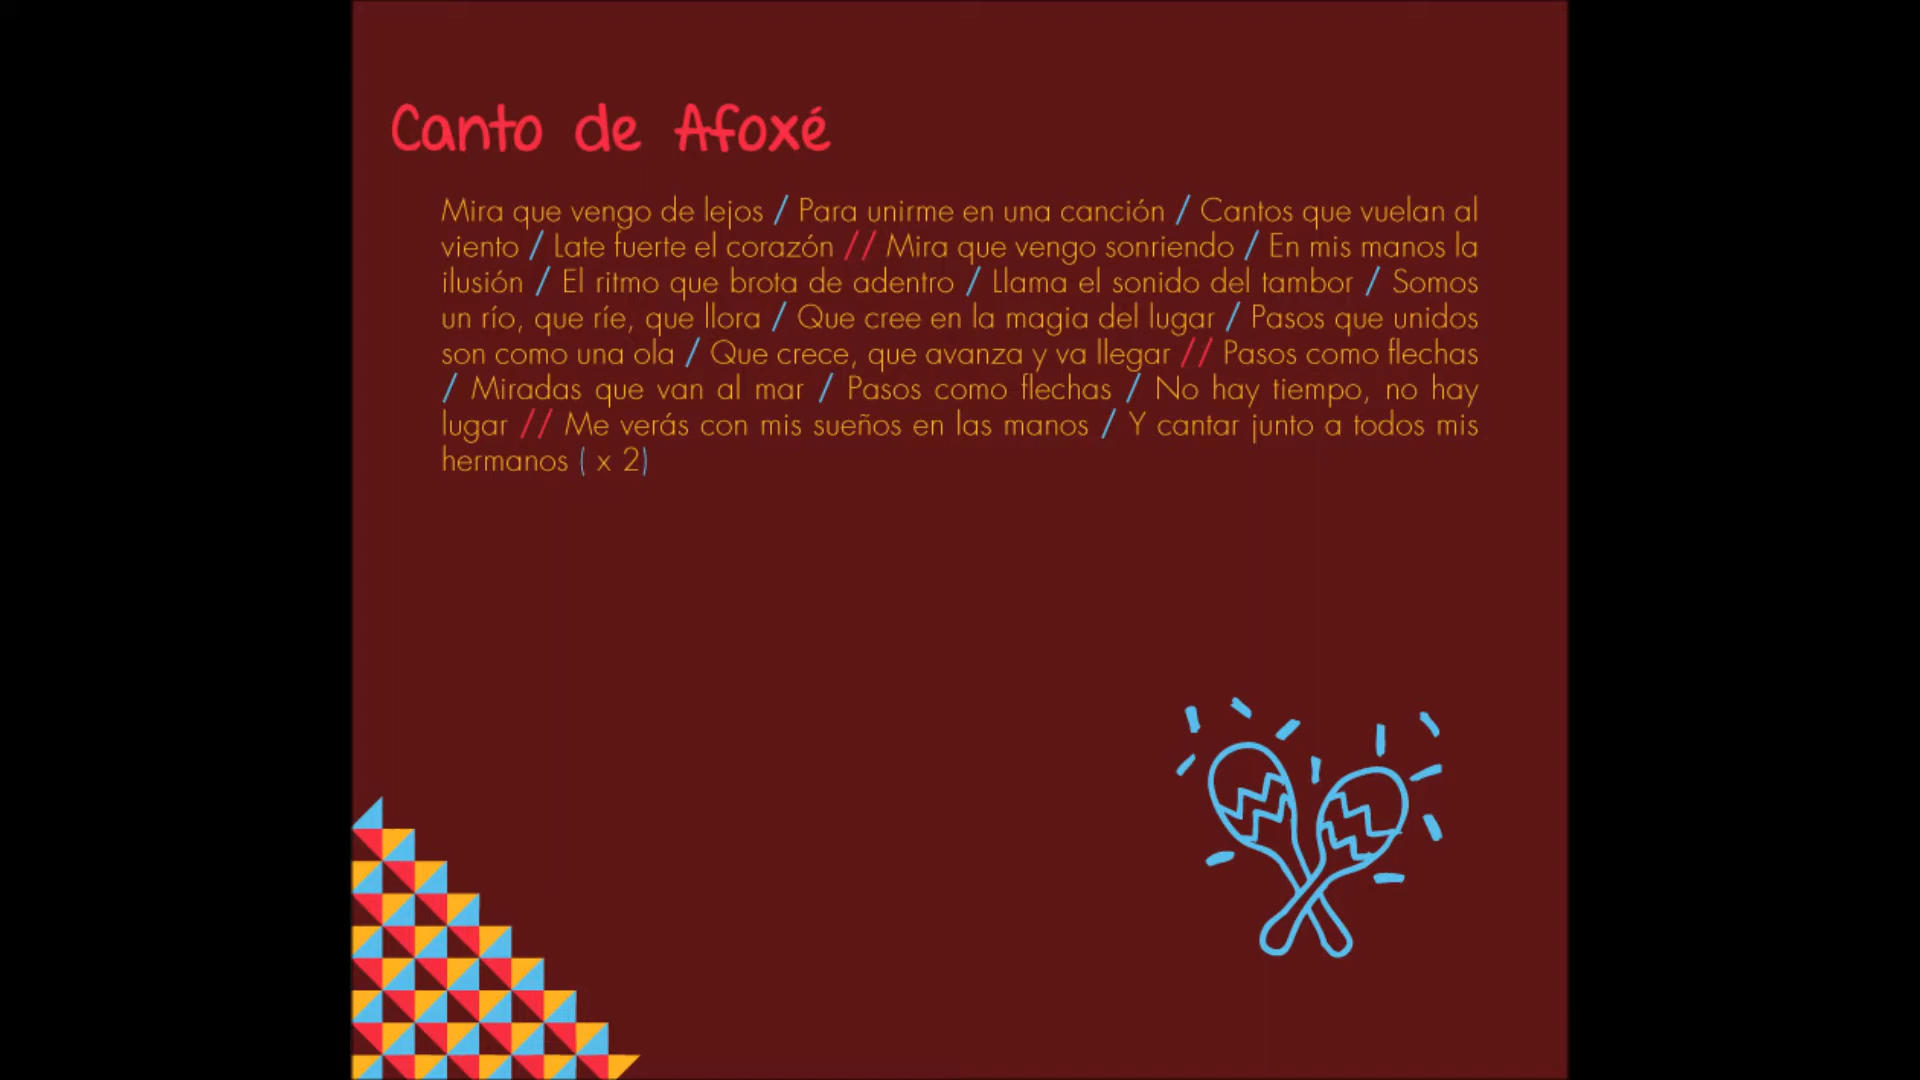 Canto de Afoxé
Mira que vengo de lejos / Para unirme en una canción / Cantos que vuelan al
viento / Late fuerte el corazón // Mira que vengo sonriendo / En mis manos la
ilusión / El ritmo que brota de adentro / Llama el sonido del tambor / Somos
un río, que ríe, que llora / Que cree en la magia del lugar / Pasos que unidos
son como una ola / Que crece, que avanza y va llegar // Pasos como flechas
/ Miradas que van al mar / Pasos como flechas / No hay tiempo, no hay
lugar // Me verás con mis sueños en las manos / Y cantar junto a todos mis
hermanos ( x 2)